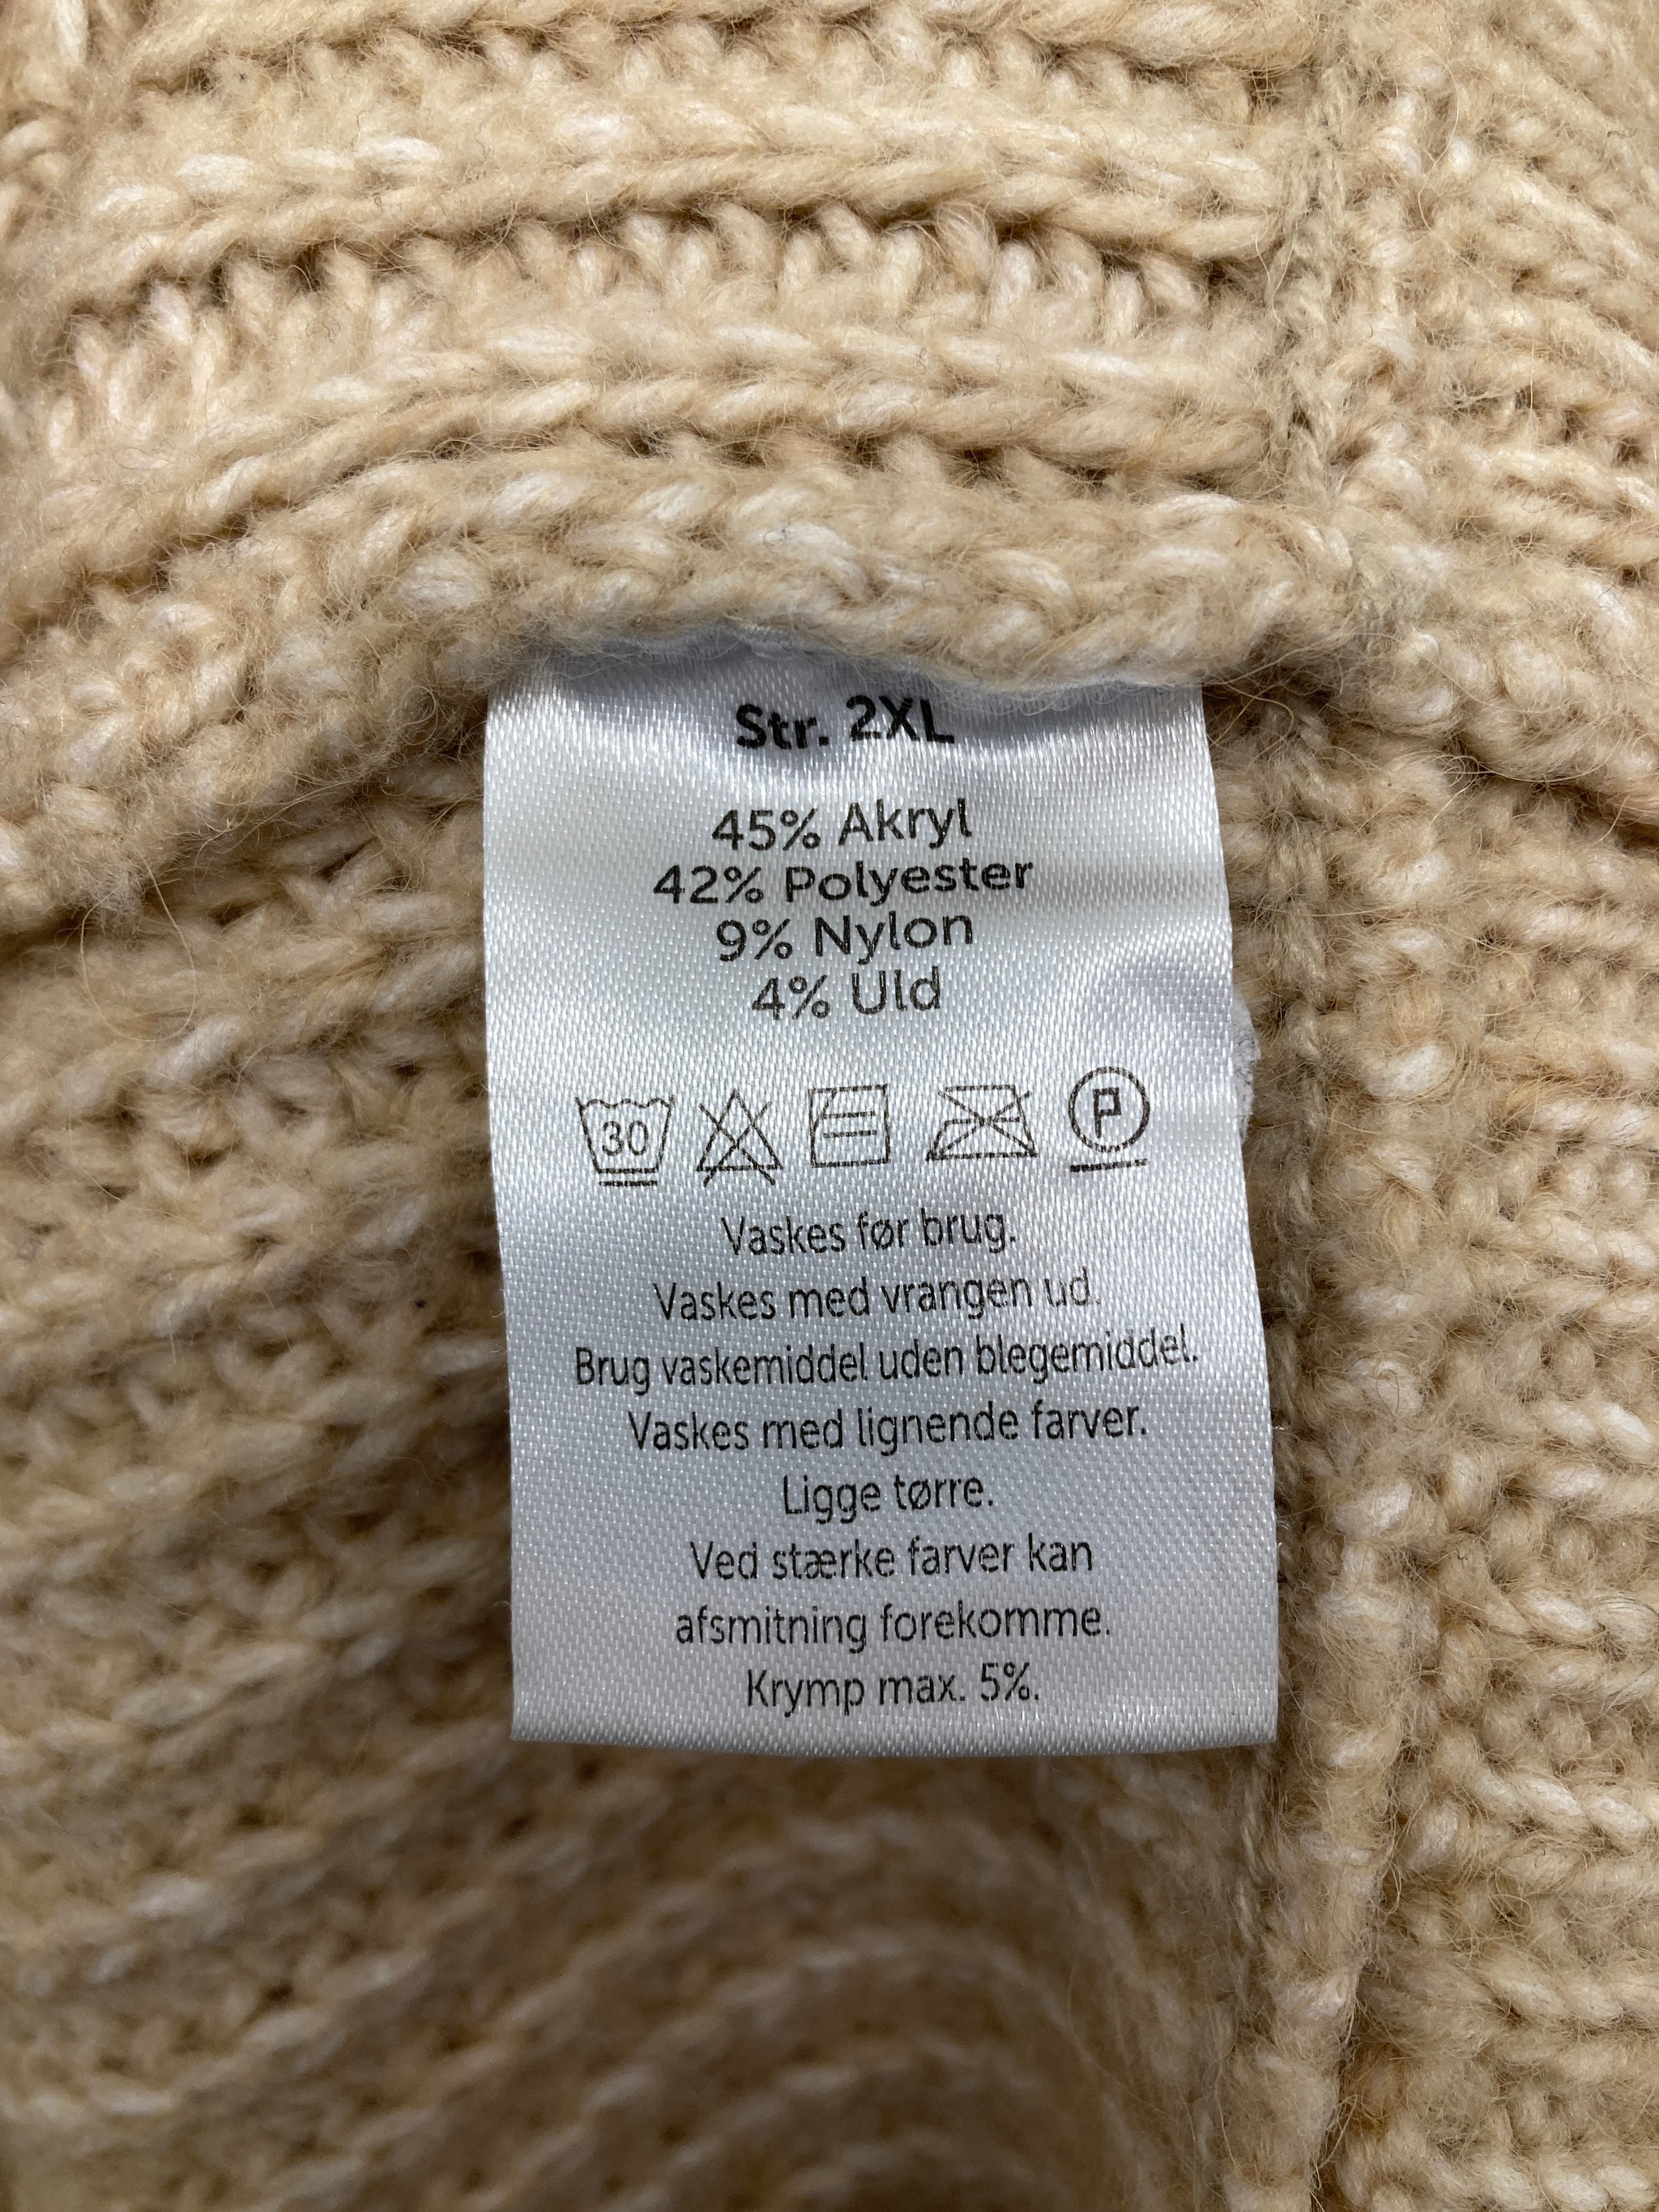 Str. 2XL
45% Akryl
42% Polyester
9% Nylon
4% Uld
30 P
Vaskes før brug.
Vaskes med vrangen ud.
Brug vaskemiddel uden blegemiddel.
Vaskes med lignende farver.
Ligge tørre.
Ved stærke farver kan
afsmitning forekomme.
Krymp max. 5%.